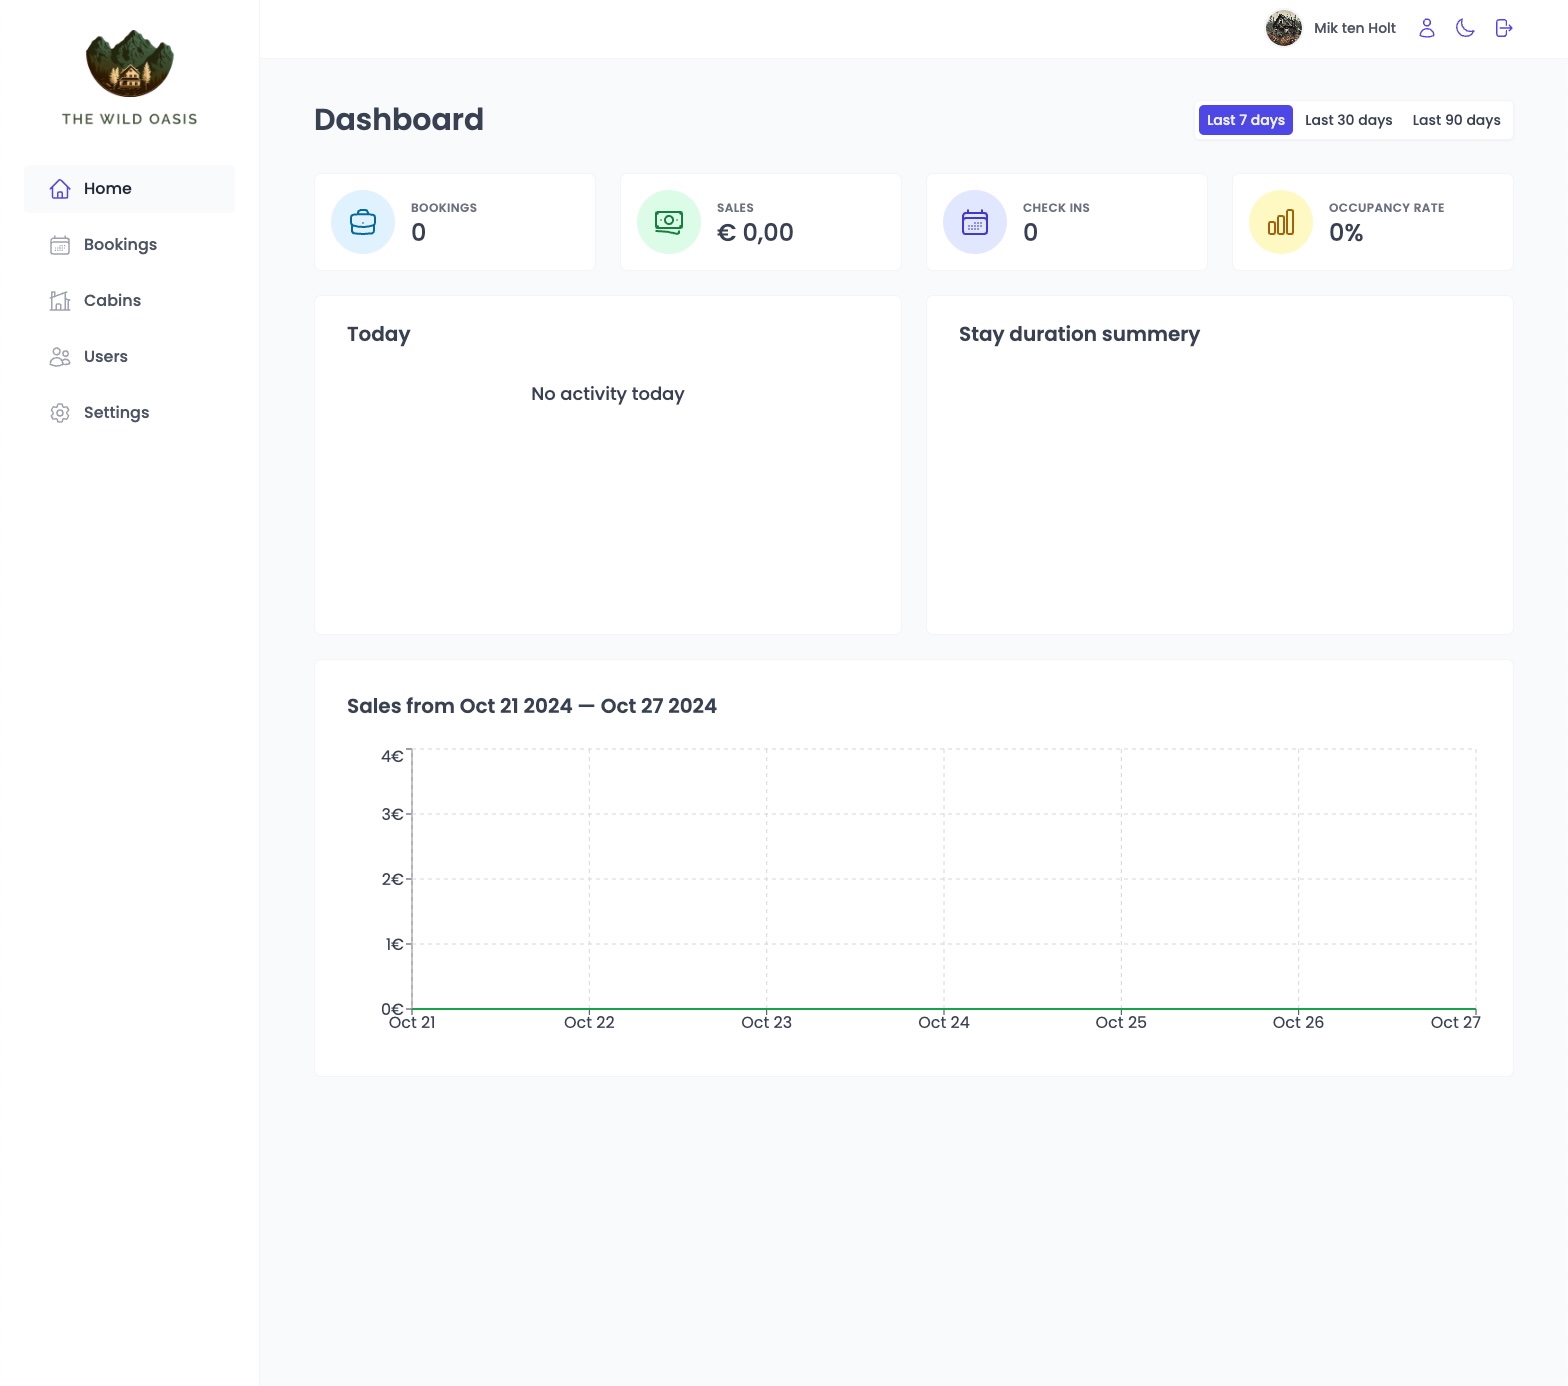 THE WILD OASIS
Home
Bookings
Cabins
Users
Settings
Mik ten Holt
Dashboard
Last 7 days Last 30 days Last 90 days
BOOKINGS
0
SALES
€ 0,00
CHECK INS
0
OCCUPANCY RATE
0%
Today
No activity today
Stay duration summery
Sales from Oct 21 2024 — Oct 27 2024
4€
3€
2€
1€
0€
Oct 21 Oct 22 Oct 23 Oct 24 Oct 25 Oct 26 Oct 27